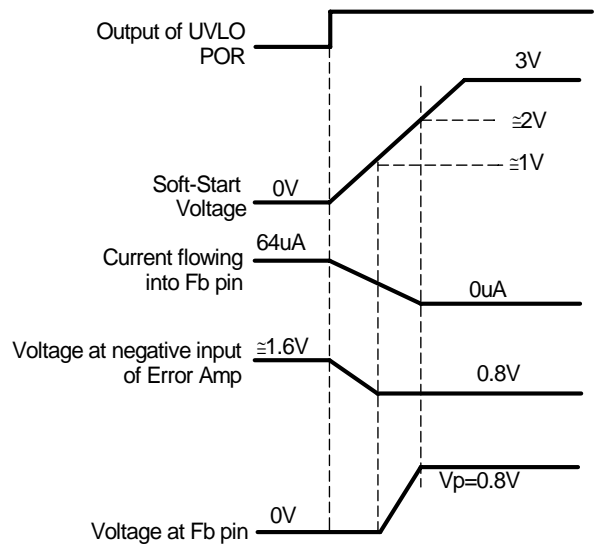 Output of UVLO
POR
3V
≅2V
≅1V
Soft-Start
Voltage
0V
64uA
Current flowing
into Fb pin
0uA
Voltage at negative input
of Error Amp
≅1.6V
0.8V
Voltage at Fb pin
0V
Vp=0.8V